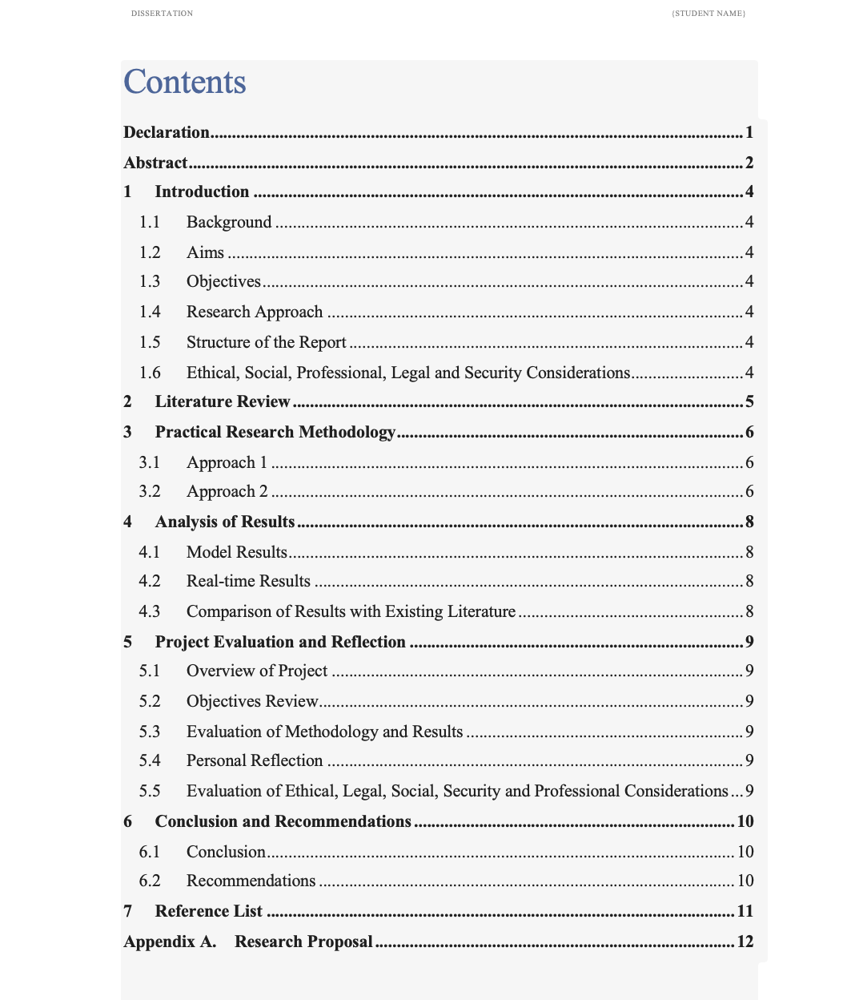 DISSERTATION {STUDENT NAME}
Contents
Declaration 1
Abstract 2
1 Introduction 4
1.1 Background 4
1.2 Aims 4
1.3 Objectives 4
1.4 Research Approach 4
1.5 Structure of the Report 4
1.6 Ethical, Social, Professional, Legal and Security Considerations 4
2 Literature Review 5
3 Practical Research Methodology 6
3.1 Approach 1 6
3.2 Approach 2 6
4 Analysis of Results 8
4.1 Model Results 8
4.2 Real-time Results 8
4.3 Comparison of Results with Existing Literature 8
5 Project Evaluation and Reflection 9
5.1 Overview of Project 9
5.2 Objectives Review 9
5.3 Evaluation of Methodology and Results 9
5.4 Personal Reflection 9
5.5 Evaluation of Ethical, Legal, Social, Security and Professional Considerations 9
6 Conclusion and Recommendations 10
6.1 Conclusion 10
6.2 Recommendations 10
7 Reference List 11
Appendix A. Research Proposal 12